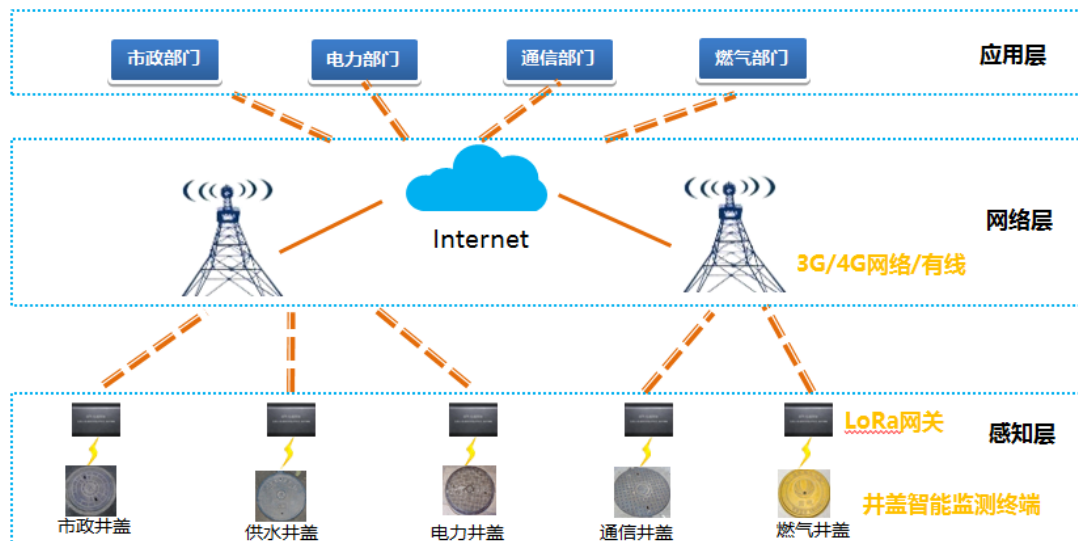 市政部门
电力部门
通信部门
燃气部门
应用层
Internet
网络层
3G/4G网络/有线
LoRa网关
感知层
市政井盖
供水井盖
电力井盖
通信井盖
燃气井盖
井盖智能监测终端